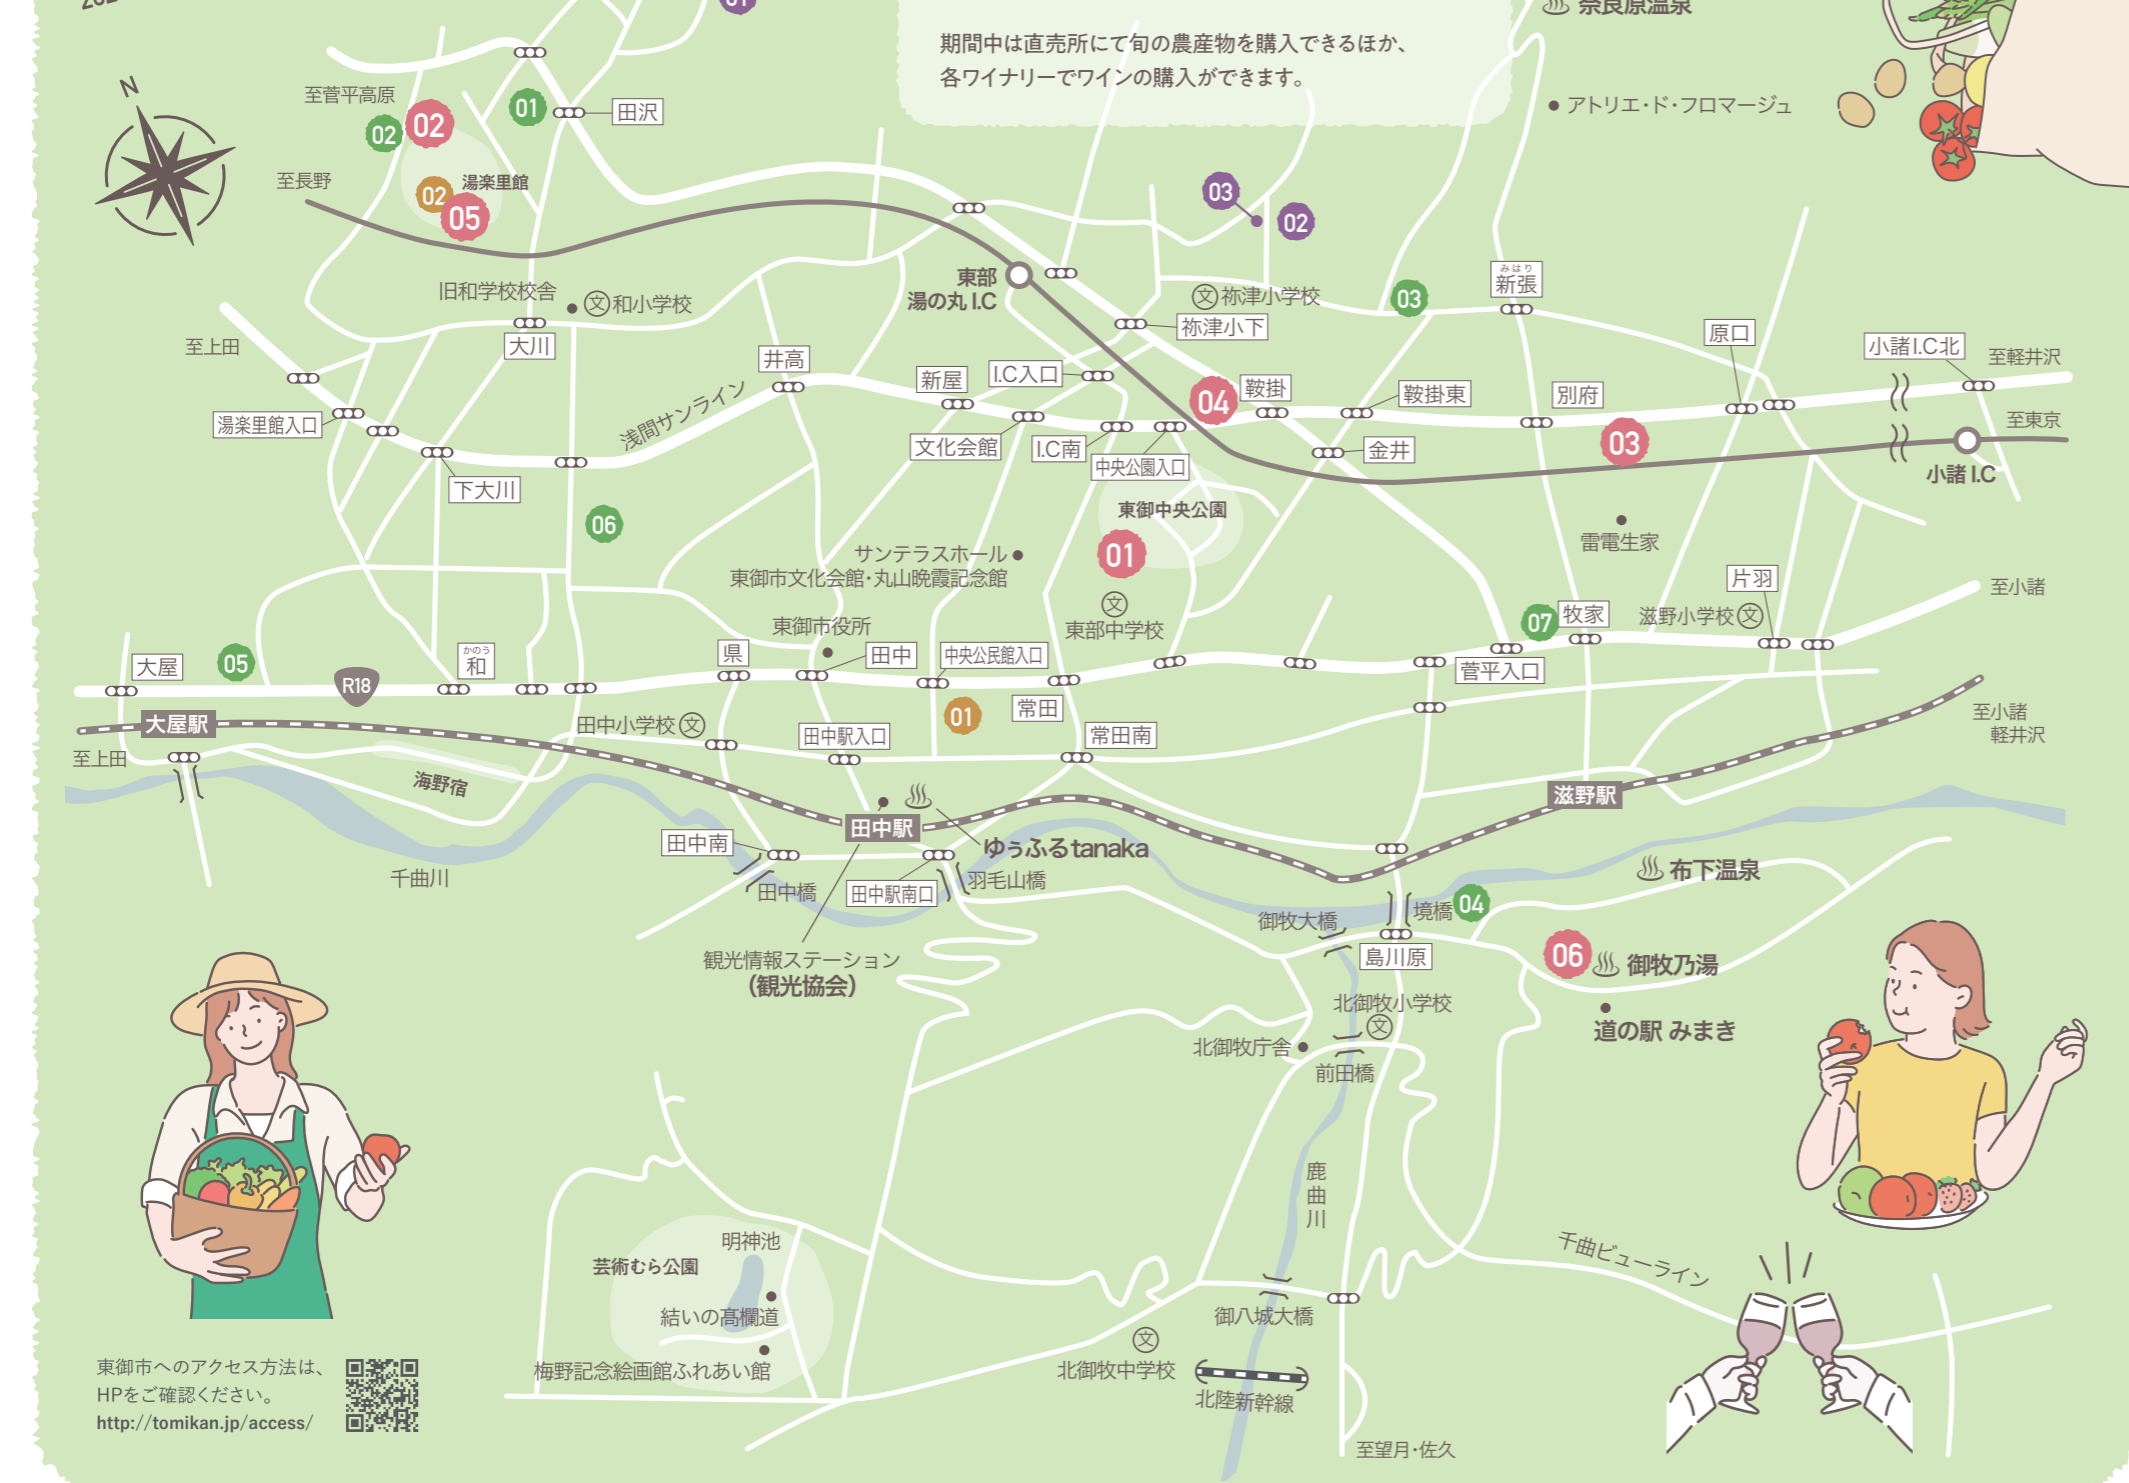 奈良原温泉
期間中は直売所にて旬の農産物を購入できるほか、
各ワイナリーでワインの購入ができます。
アトリエ・ド・フロマージュ
N
至菅平高原
01
田沢
02
02
至長野
湯楽里館
02
05
03
02
東部
湯の丸 I.C
旧和学校校舎
文 和小学校
大川
文 祢津小学校
祢津小下
03
みはり
新張
原口
小諸I.C北
至軽井沢
至上田
井高
新屋
I.C入口
04
鞍掛
鞍掛東
別府
至東京
湯楽里館入口
浅間サンライン
文化会館
I.C南
中央公園入口
金井
03
小諸 I.C
下大川
東御中央公園
06
サンテラスホール
東御市文化会館・丸山晩霞記念館
01
雷電生家
片羽
至小諸
文
東部中学校
東御市役所
07
牧家
滋野小学校 文
大屋
05
R18
かのう
和
県
田中
中央公民館入口
菅平入口
常田
01
大屋駅
田中小学校 文
田中駅入口
常田南
至小諸
軽井沢
至上田
海野宿
滋野駅
田中駅
田中南
ゆぅふるtanaka
千曲川
田中橋
田中駅南口
羽毛山橋
布下温泉
御牧大橋
境橋
04
島川原
観光情報ステーション
(観光協会)
06
御牧乃湯
北御牧小学校
文
道の駅 みまき
北御牧庁舎
前田橋
鹿曲川
千曲ビューライン
明神池
芸術むら公園
結いの高欄道
御八城大橋
文
北御牧中学校
梅野記念絵画館ふれあい館
北陸新幹線
至望月・佐久
東御市へのアクセス方法は、
HPをご確認ください。
http://tomikan.jp/access/